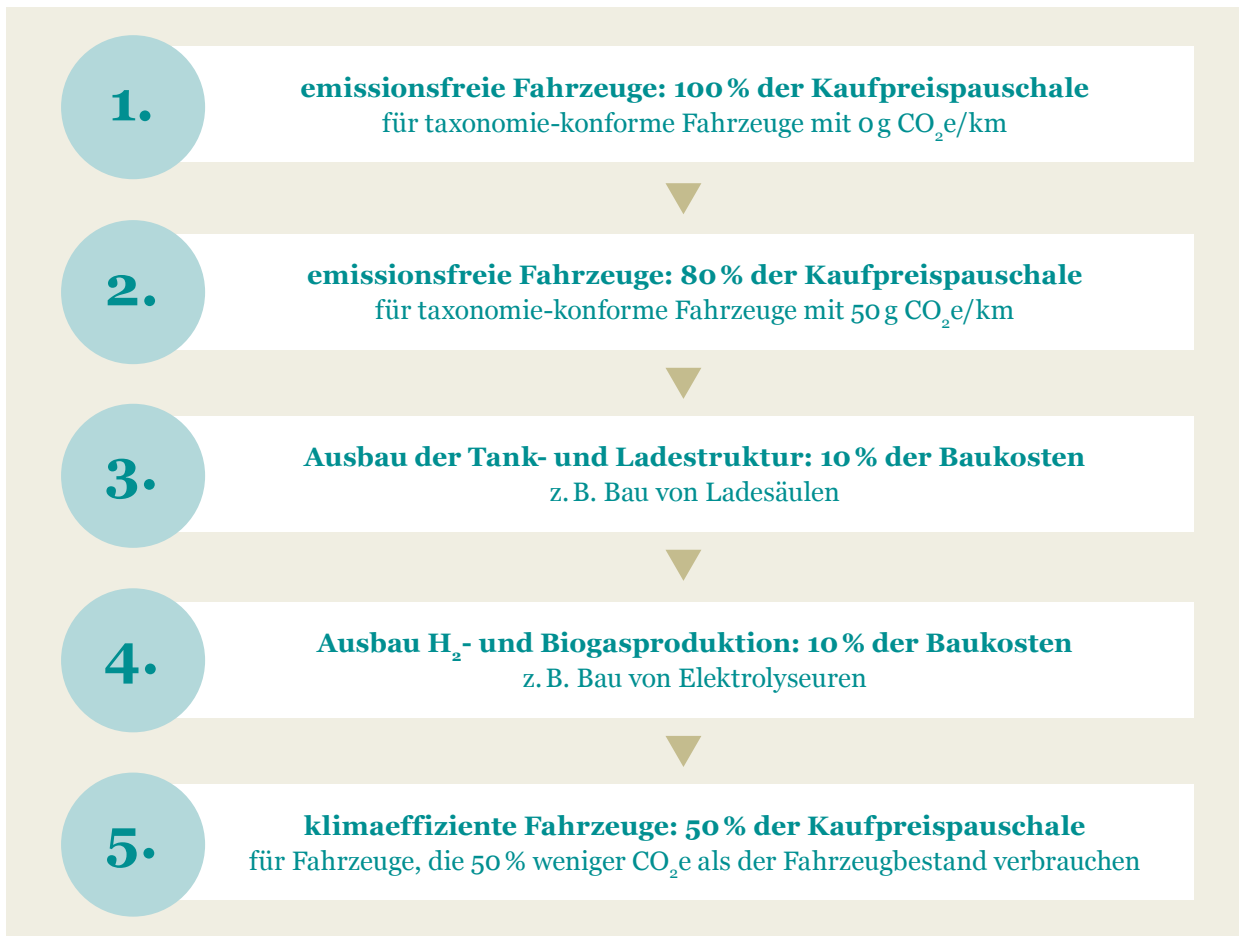 1.
emissionsfreie Fahrzeuge: 100 % der Kaufpreispauschale
für taxonomie-konforme Fahrzeuge mit 0 g CO₂e/km
2.
emissionsfreie Fahrzeuge: 80 % der Kaufpreispauschale
für taxonomie-konforme Fahrzeuge mit 50 g CO₂e/km
3.
Ausbau der Tank- und Ladestruktur: 10 % der Baukosten
z. B. Bau von Ladesäulen
4.
Ausbau H₂- und Biogasproduktion: 10 % der Baukosten
z. B. Bau von Elektrolyseuren
5.
klimaeffiziente Fahrzeuge: 50 % der Kaufpreispauschale
für Fahrzeuge, die 50 % weniger CO₂e als der Fahrzeugbestand verbrauchen